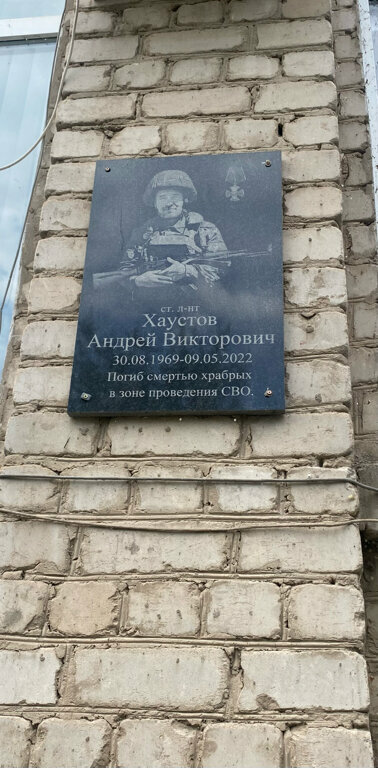 ст. л-нт
Хаустов
Андрей Викторович
30.08.1969-09.05.2022
Погиб смертью храбрых
в зоне проведения СВО.